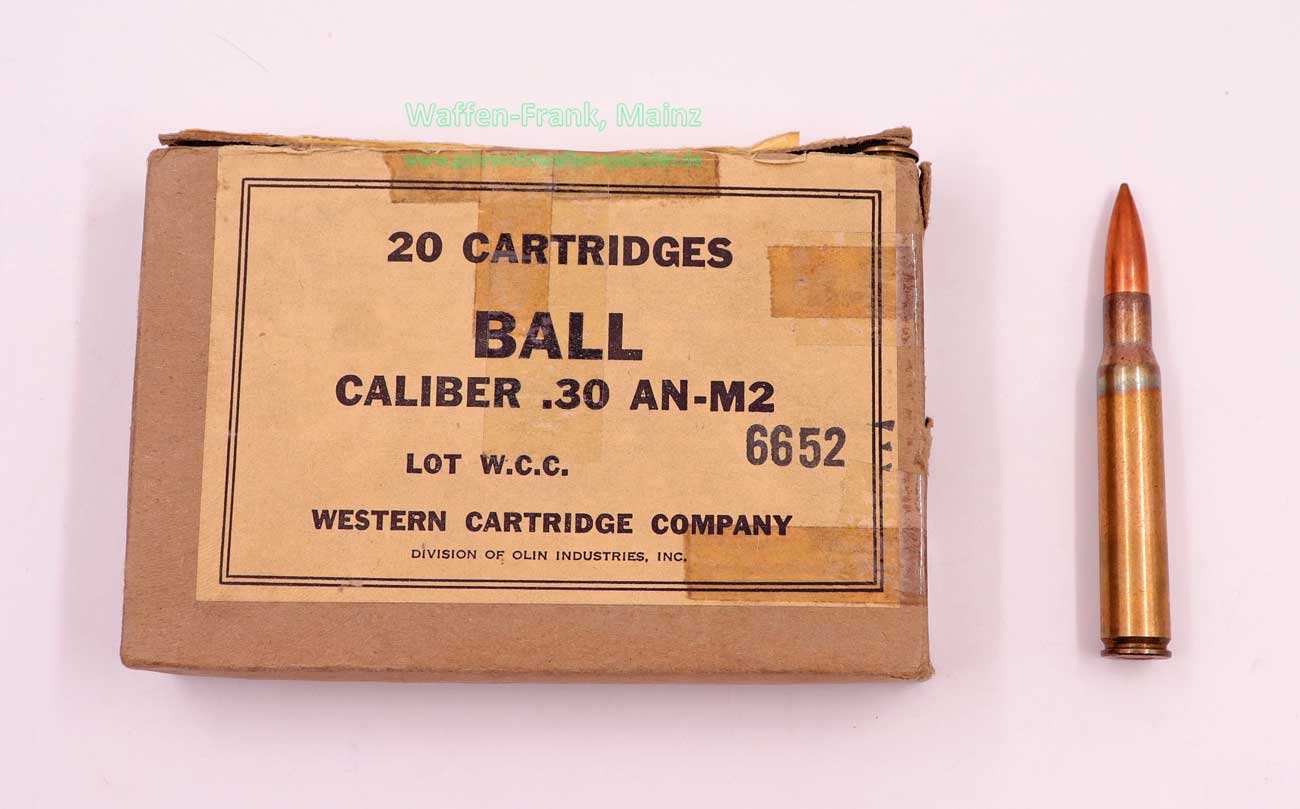 Waffen-Frank, Mainz
20 CARTRIDGES
BALL
CALIBER .30 AN-M2
6652
LOT W.C.C.
WESTERN CARTRIDGE COMPANY
DIVISION OF OLIN INDUSTRIES, INC.